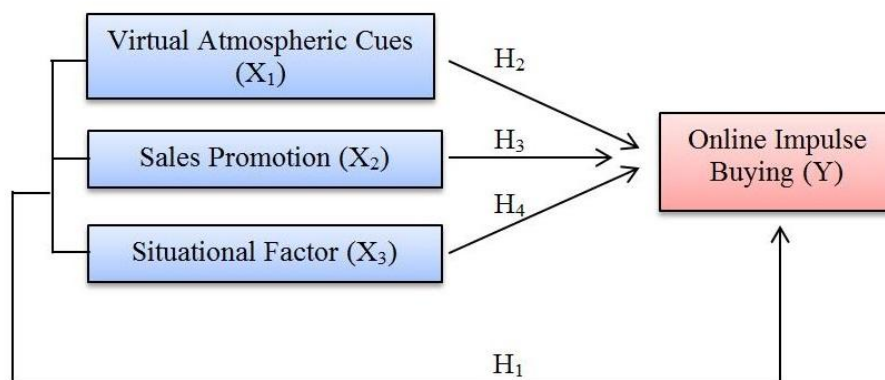 Virtual Atmospheric Cues
(X₁)
H₂
Sales Promotion (X₂)
H₃
Online Impulse
Buying (Y)
H₄
Situational Factor (X₃)
H₁